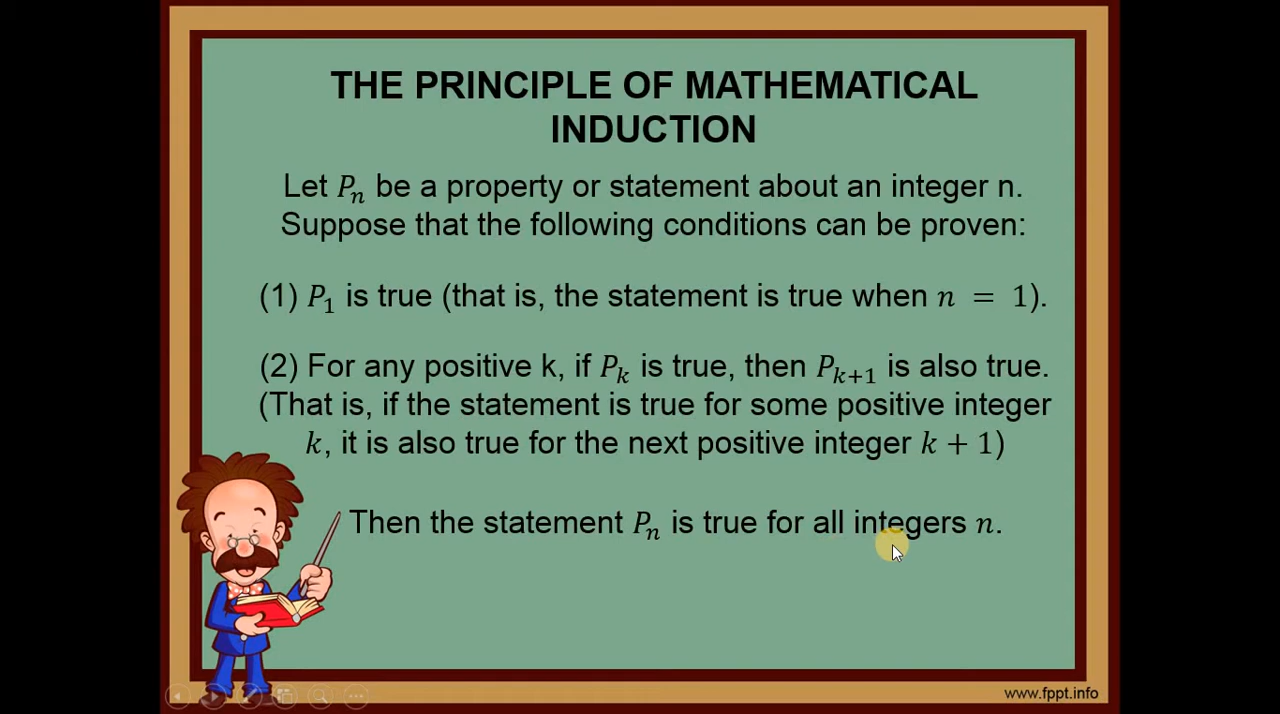 THE PRINCIPLE OF MATHEMATICAL
INDUCTION
Let 𝑃ₙ be a property or statement about an integer n.
Suppose that the following conditions can be proven:
(1) 𝑃₁ is true (that is, the statement is true when 𝑛 = 1).
(2) For any positive k, if 𝑃ₖ is true, then 𝑃ₖ₊₁ is also true.
(That is, if the statement is true for some positive integer
𝑘, it is also true for the next positive integer 𝑘 + 1)
Then the statement 𝑃ₙ is true for all integers 𝑛.
www.fppt.info